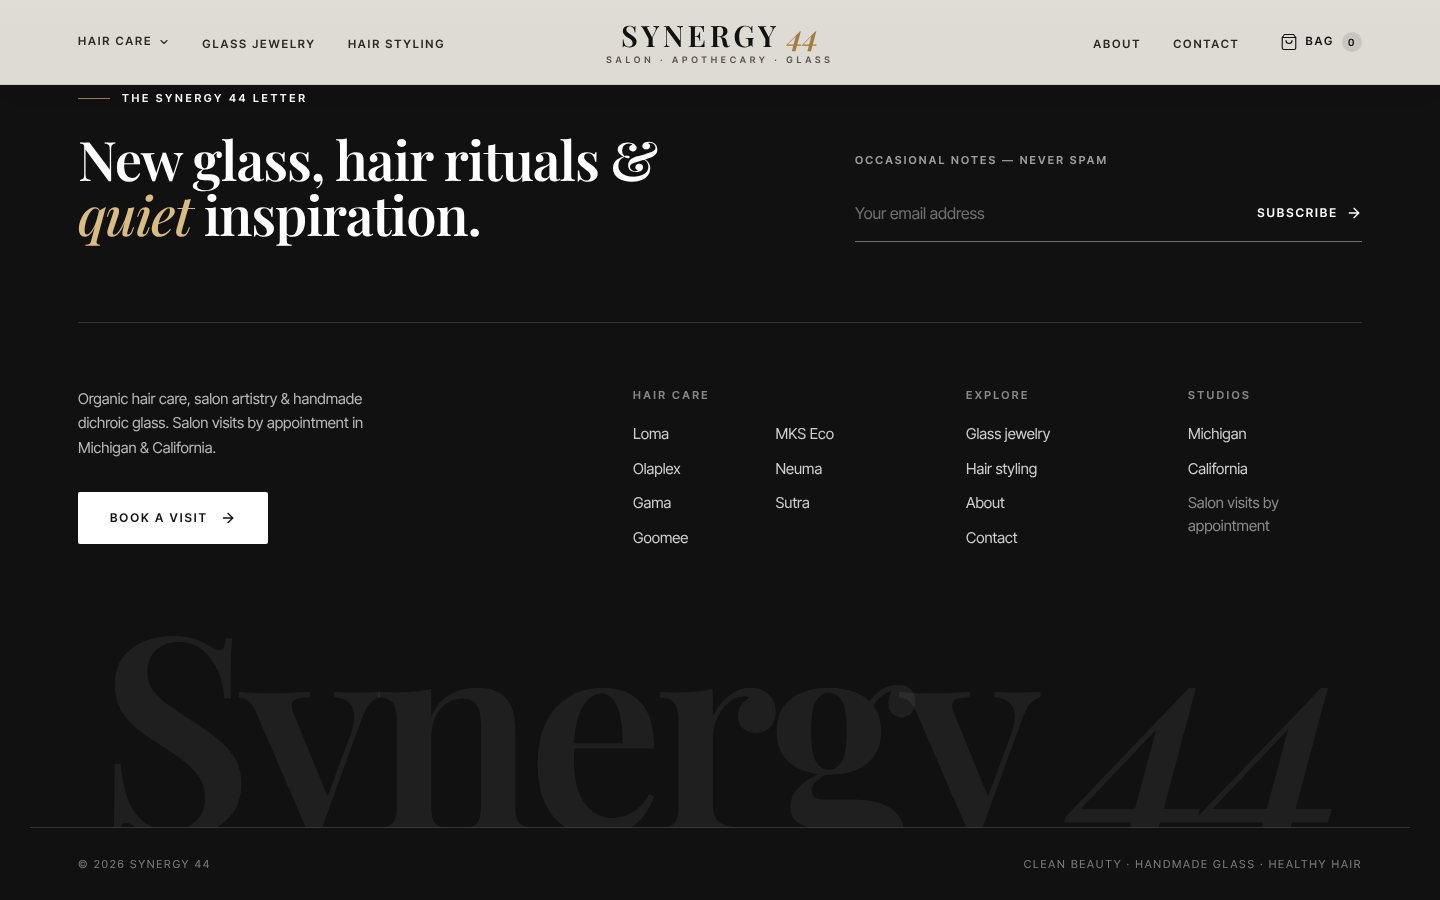 HAIR CARE
GLASS JEWELRY
HAIR STYLING
SYNERGY 44
SALON · APOTHECARY · GLASS
ABOUT
CONTACT
BAG 0
THE SYNERGY 44 LETTER
New glass, hair rituals &
quiet inspiration.
OCCASIONAL NOTES — NEVER SPAM
Your email address
SUBSCRIBE
Organic hair care, salon artistry & handmade
dichroic glass. Salon visits by appointment in
Michigan & California.
BOOK A VISIT
HAIR CARE
Loma
Olaplex
Gama
Goomee
MKS Eco
Neuma
Sutra
EXPLORE
Glass jewelry
Hair styling
About
Contact
STUDIOS
Michigan
California
Salon visits by
appointment
Synergy 44
© 2026 SYNERGY 44
CLEAN BEAUTY · HANDMADE GLASS · HEALTHY HAIR